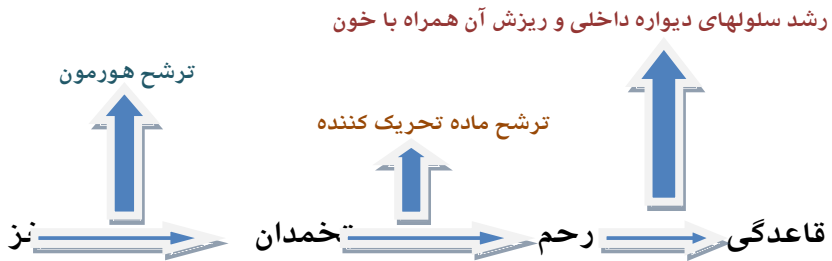 رشد سلولهای دیواره داخلی و ریزش آن همراه با خون
ترشح هورمون
ترشح ماده تحریک کننده
تخمدان
رحم
قاعدگی